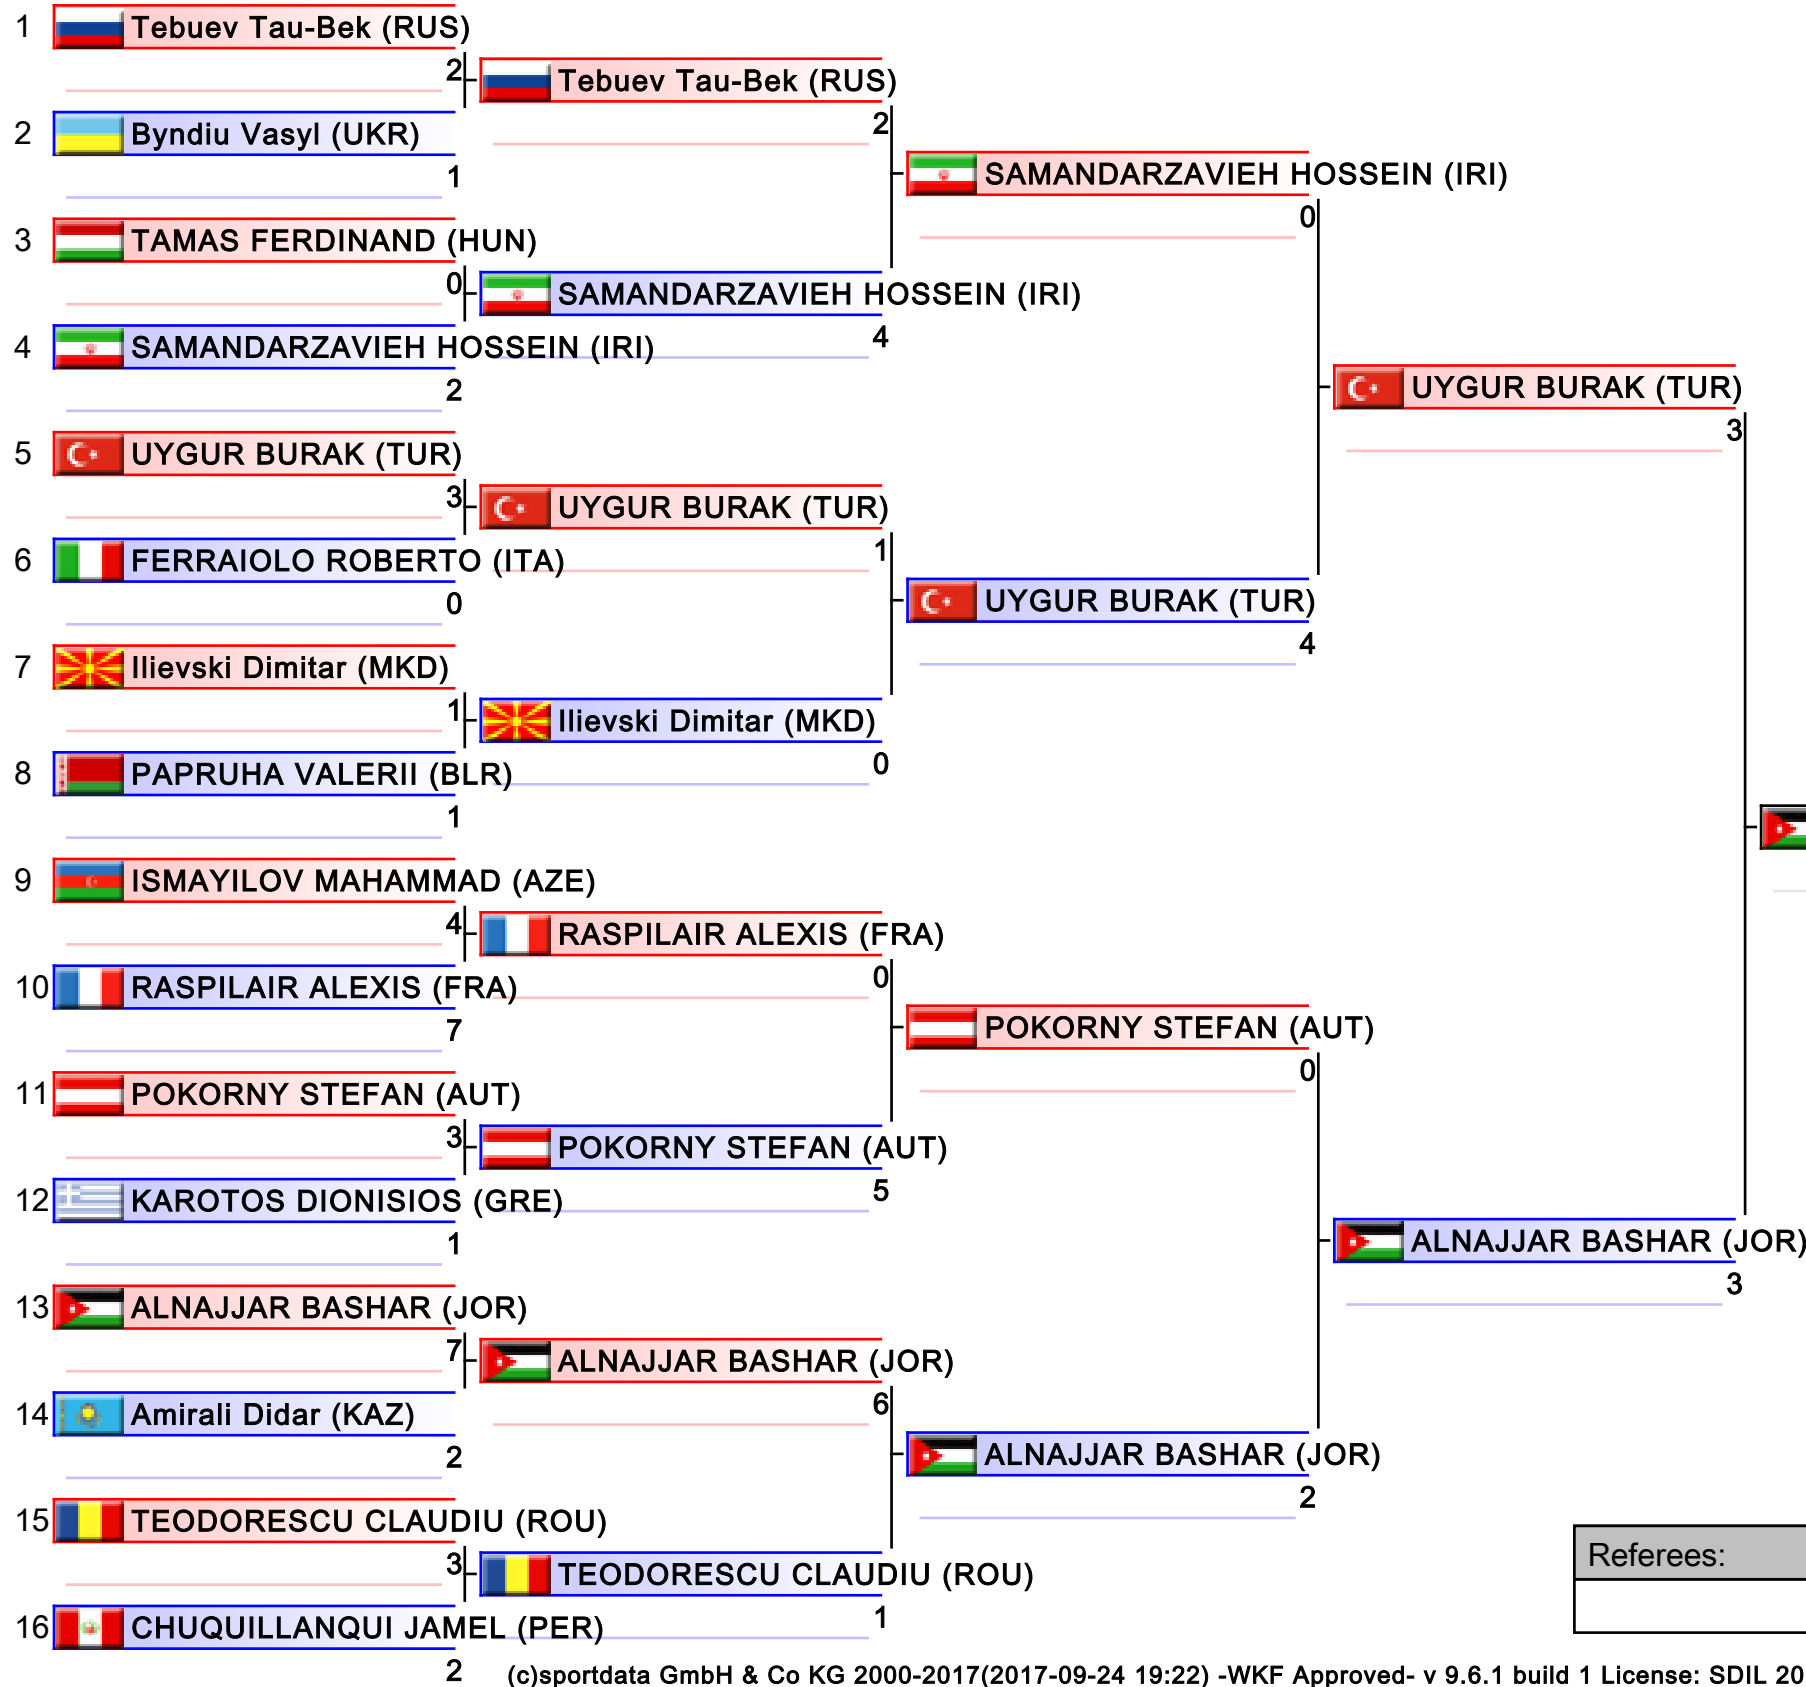 1 Tebuev Tau-Bek (RUS)
2
2 Byndiu Vasyl (UKR)
1
3 TAMAS FERDINAND (HUN)
0
4 SAMANDARZAVIEH HOSSEIN (IRI)
2
5 UYGUR BURAK (TUR)
3
6 FERRAIOLO ROBERTO (ITA)
0
7 Ilievski Dimitar (MKD)
1
8 PAPRUHA VALERII (BLR)
1
9 ISMAYILOV MAHAMMAD (AZE)
4
10 RASPILAIR ALEXIS (FRA)
7
11 POKORNY STEFAN (AUT)
3
12 KAROTOS DIONISIOS (GRE)
1
13 ALNAJJAR BASHAR (JOR)
7
14 Amirali Didar (KAZ)
2
15 TEODORESCU CLAUDIU (ROU)
3
16 CHUQUILLANQUI JAMEL (PER)
2
Tebuev Tau-Bek (RUS)
2
SAMANDARZAVIEH HOSSEIN (IRI)
4
UYGUR BURAK (TUR)
1
Ilievski Dimitar (MKD)
0
RASPILAIR ALEXIS (FRA)
0
POKORNY STEFAN (AUT)
5
ALNAJJAR BASHAR (JOR)
6
TEODORESCU CLAUDIU (ROU)
1
SAMANDARZAVIEH HOSSEIN (IRI)
0
UYGUR BURAK (TUR)
4
POKORNY STEFAN (AUT)
0
ALNAJJAR BASHAR (JOR)
2
UYGUR BURAK (TUR)
3
ALNAJJAR BASHAR (JOR)
3
Referees:
(c)sportdata GmbH & Co KG 2000-2017(2017-09-24 19:22) -WKF Approved- v 9.6.1 build 1 License: SDIL 20